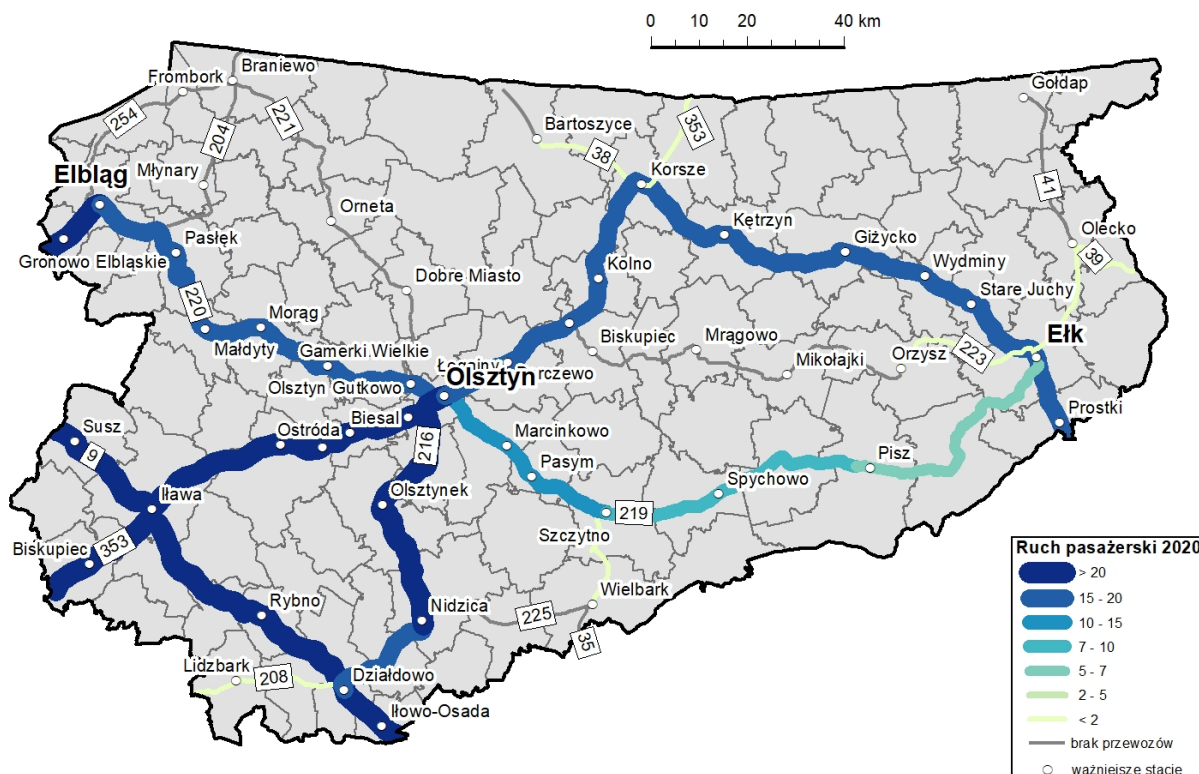 0 10 20 40 km
Gołdap
Braniewo
Frombork
254
204
221
Bartoszyce
38
353
Młynary
Korsze
41
Elbląg
Orneta
Kętrzyn
Giżycko
Olecko
39
Pasłęk
Gronowo Elbląskie
Wydminy
Dobre Miasto
Kolno
Stare Juchy
220
Morąg
Małdyty
Gamerki Wielkie
Biskupiec
Mrągowo
Mikołajki
Orzysz
223
Ełk
Olsztyn Gutkowo
Olsztyn
Prostki
Susz
9
Ostróda
Biesal
216
Marcinkowo
Pasym
Pisz
Spychowo
Olsztynek
Iława
219
Szczytno
Biskupiec
353
Wielbark
225
35
Rybno
Nidzica
Lidzbark
208
Działdowo
Iłowo-Osada
Ruch pasażerski 2020
> 20
15 - 20
10 - 15
7 - 10
5 - 7
2 - 5
< 2
brak przewozów
ważniejsze stacje